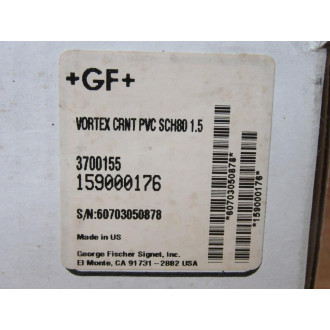 +GF+
VORTEX CRNT PVC SCH80 1.5
3700155
159000176
S/N:60703050878
Made in US
George Fischer Signet, Inc.
El Monte, CA 91731-2882 USA
*60703050878*
*159000176*